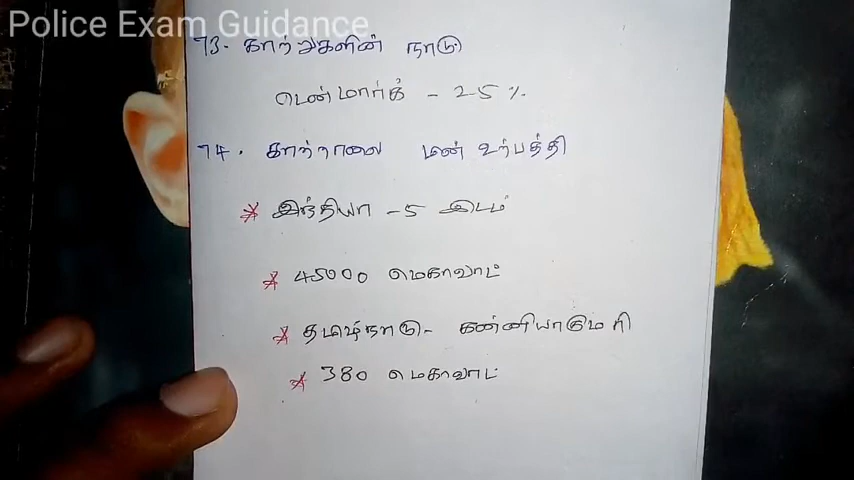 Police Exam Guidance
73. காற்றுகளின் நாடு
டென்மார்க் - 25 %
74. காற்றாலை மின் உற்பத்தி
* இந்தியா - 5 இடம்
* 45000 மெகாவாட்
* தமிழ்நாடு - கன்னியாகுமரி
* 380 மெகாவாட்